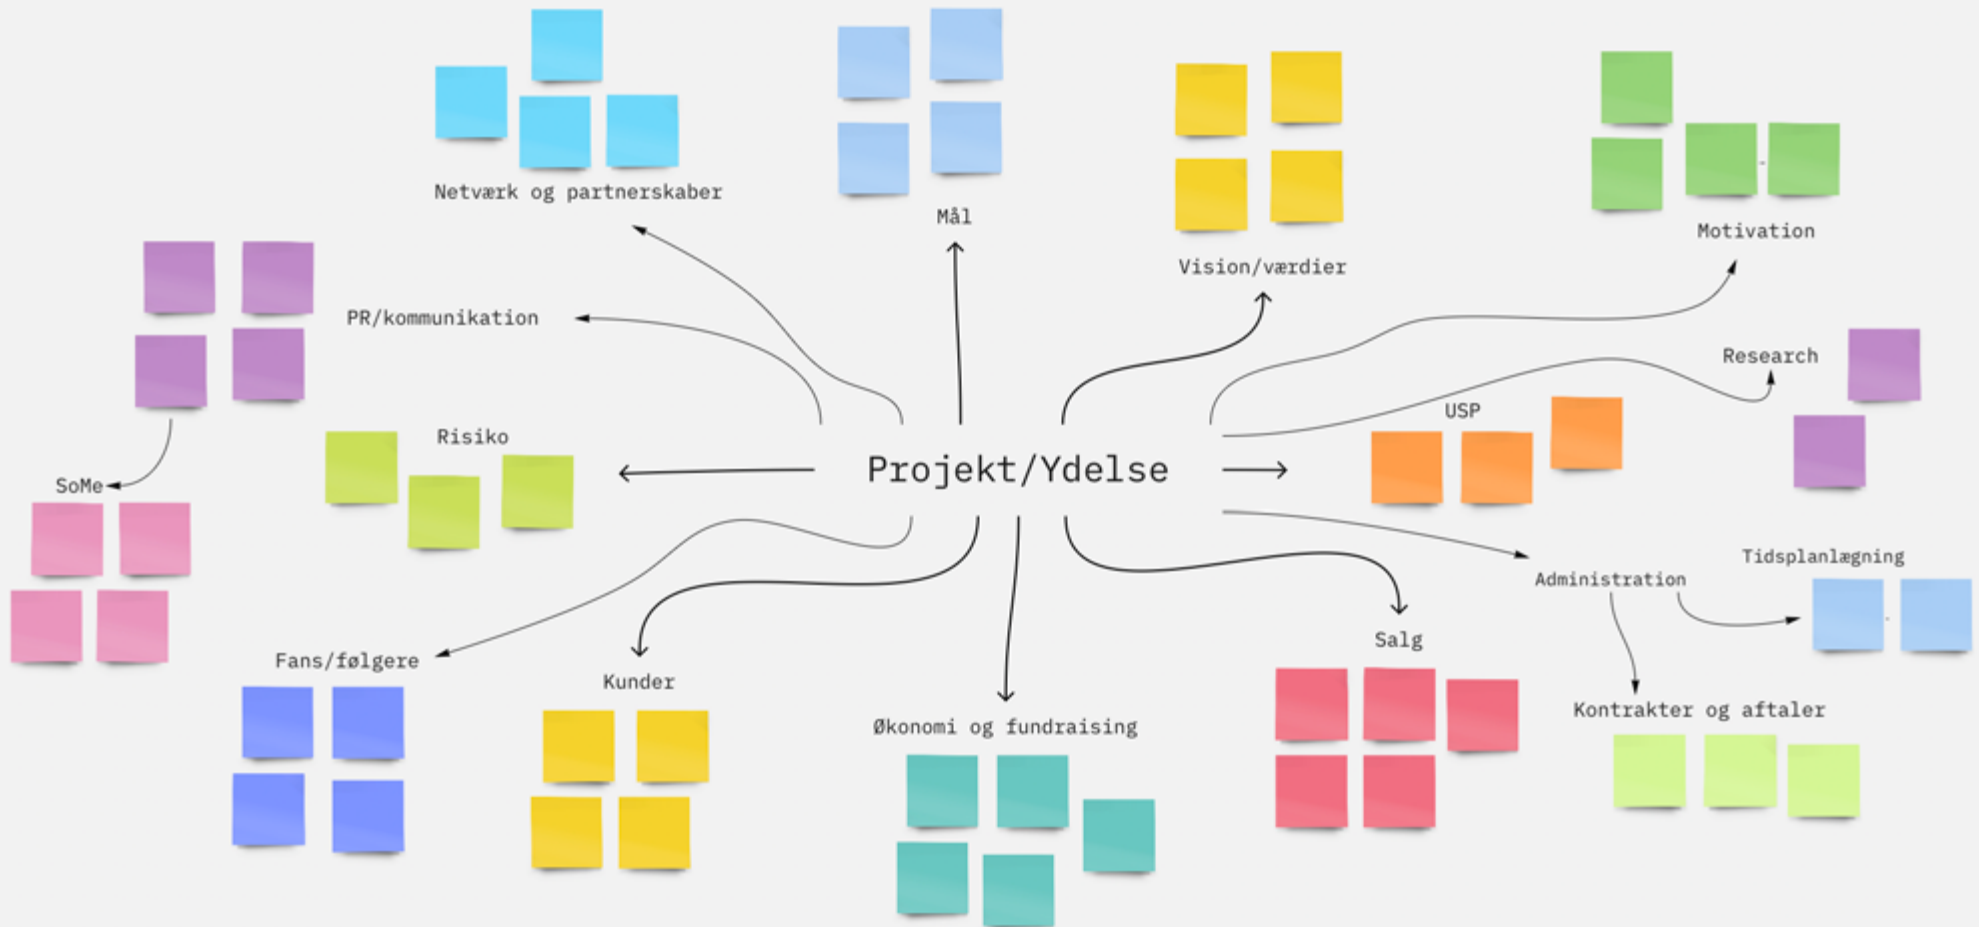 Netværk og partnerskaber
Mål
Vision/værdier
Motivation
PR/kommunikation
Research
USP
Risiko
Projekt/Ydelse
SoMe
Tidsplanlægning
Administration
Salg
Fans/følgere
Kunder
Kontrakter og aftaler
Økonomi og fundraising